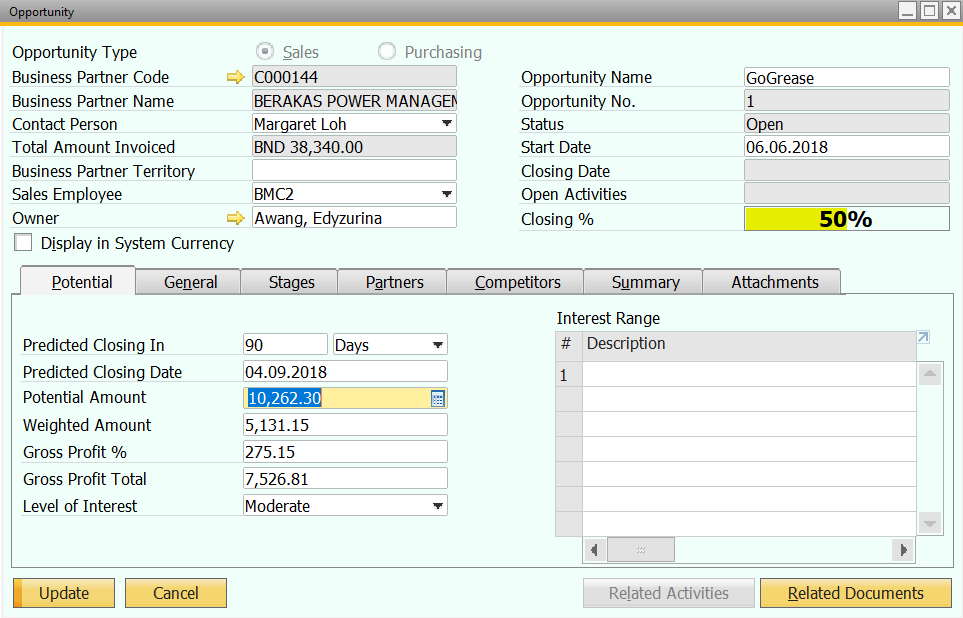 Opportunity
Opportunity Type Sales Purchasing
Business Partner Code C000144
Business Partner Name BERAKAS POWER MANAGEM
Contact Person Margaret Loh
Total Amount Invoiced BND 38,340.00
Business Partner Territory
Sales Employee BMC2
Owner Awang, Edyzurina
Display in System Currency
Opportunity Name GoGrease
Opportunity No. 1
Status Open
Start Date 06.06.2018
Closing Date
Open Activities
Closing % 50%
Potential General Stages Partners Competitors Summary Attachments
Predicted Closing In 90 Days
Predicted Closing Date 04.09.2018
Potential Amount 10,262.30
Weighted Amount 5,131.15
Gross Profit % 275.15
Gross Profit Total 7,526.81
Level of Interest Moderate
Interest Range
# Description
1
Update Cancel Related Activities Related Documents